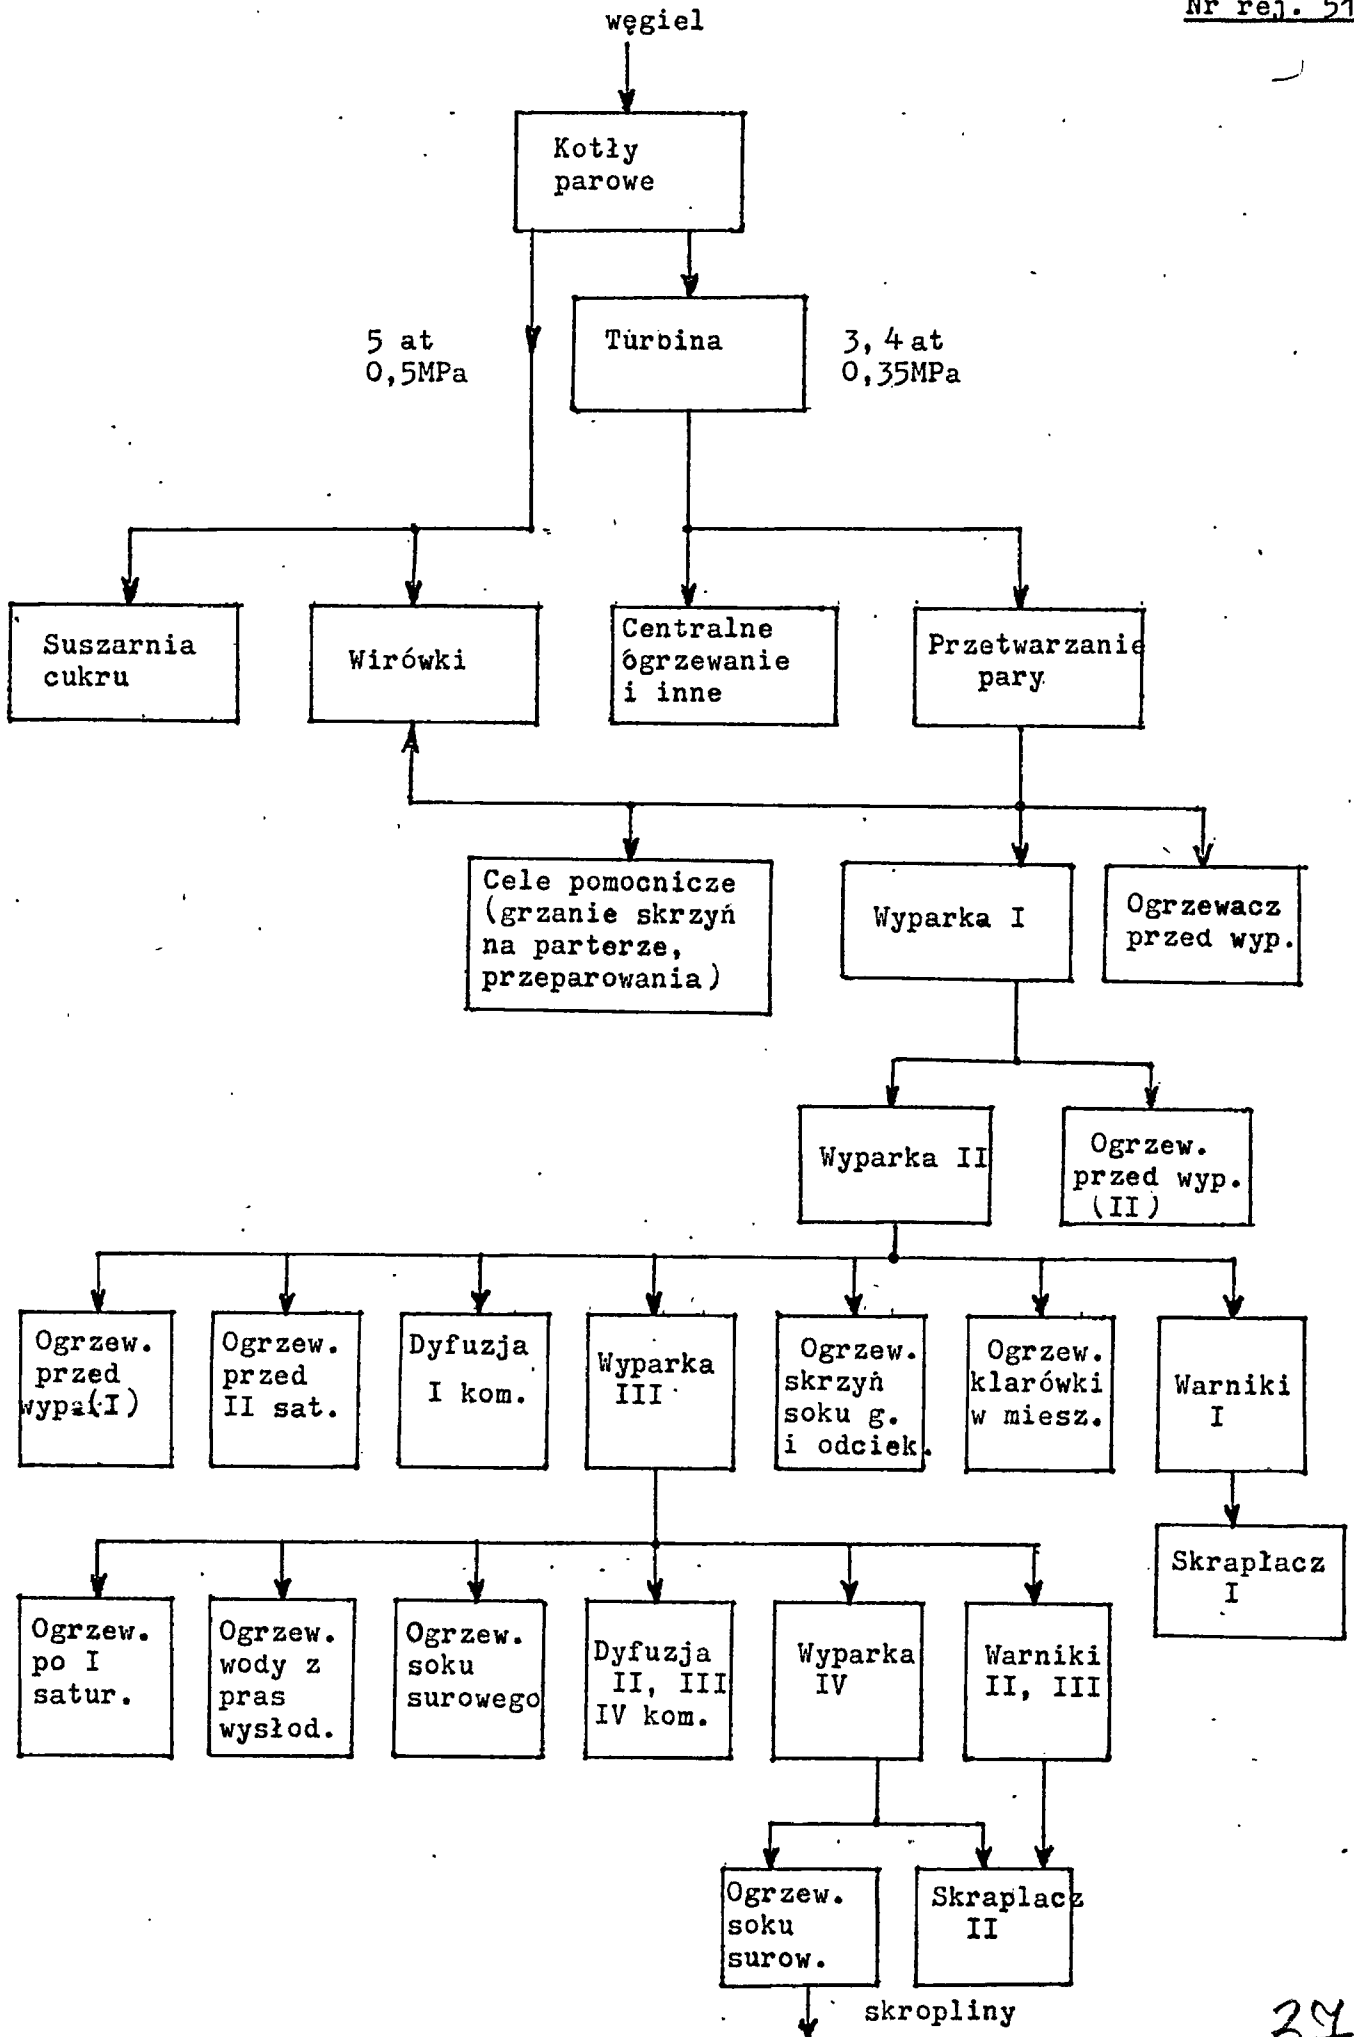 Nr rej. 51
węgiel
Kotły
parowe
5 at
0,5MPa
Turbina
3,4at
0,35MPa
Suszarnia
cukru
Wirówki
Centralne
ogrzewanie
i inne
Przetwarzanie
pary
Cele pomocnicze
(grzanie skrzyń
na parterze,
przeparowania)
Wyparka I
Ogrzewacz
przed wyp.
Wyparka II
Ogrzew.
przed wyp.
(II)
Ogrzew.
przed
wyp.(I)
Ogrzew.
przed
II sat.
Dyfuzja
I kom.
Wyparka
III
Ogrzew.
skrzyń
soku g.
i odciek.
Ogrzew.
klarówki
w miesz.
Warniki
I
Skrapłacz
I
Ogrzew.
po I
satur.
Ogrzew.
wody z
pras
wysłod.
Ogrzew.
soku
surowego
Dyfuzja
II, III
IV kom.
Wyparka
IV
Warniki
II, III
Ogrzew.
soku
surow.
Skraplacz
II
skropliny
27